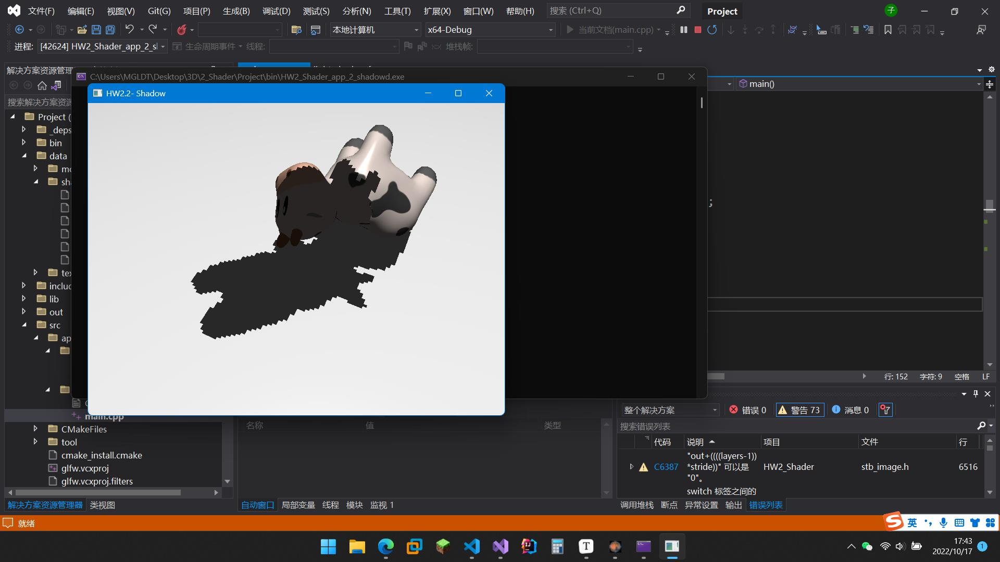 文件(F) 编辑(E) 视图(V) Git(G) 项目(P) 生成(B) 调试(D) 测试(S) 分析(N) 工具(T) 扩展(X) 窗口(W) 帮助(H) 搜索 (Ctrl+Q) Project 子
本地计算机 x64-Debug 当前文档(main.cpp)
进程: [42624] HW2_Shader_app_2_sl 生命周期事件 线程: 堆栈帧:
解决方案资源管理
C:\Users\MGLDT\Desktop\3D\2_Shader\Project\bin\HW2_Shader_app_2_shadowd.exe
main()
HW2.2- Shadow
搜索解决方案资源
Project (
_deps
bin
data
mo
sha
tex
includ
lib
out
src
ap
main.cpp
CMakeFiles
tool
cmake_install.cmake
glfw.vcxproj
glfw.vcxproj.filters
解决方案资源管理器 类视图
;
行: 152 字符: 9 空格 LF
名称 值 类型
自动窗口 局部变量 线程 模块 监视 1
整个解决方案 错误 0 警告 73 消息 0
搜索错误列表
代码 说明 项目 文件 行
"out+((((layers-1))
C6387 *stride))" 可以是 HW2_Shader stb_image.h 6516
"0"。
switch 标签之间的
调用堆栈 断点 异常设置 输出 错误列表
就绪
英
17:43
2022/10/17
1